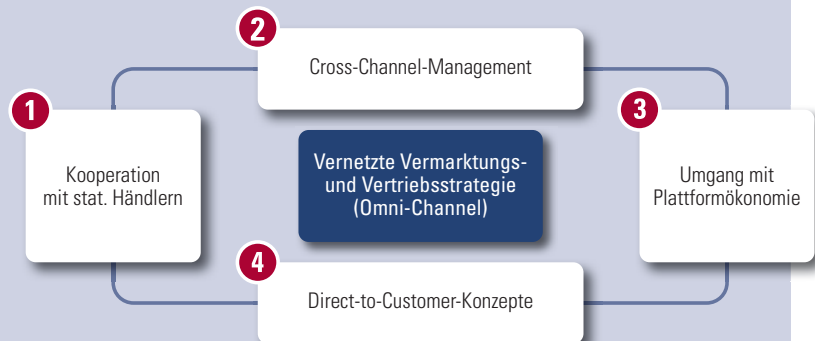 1
Kooperation
mit stat. Händlern
2
Cross-Channel-Management
Vernetzte Vermarktungs-
und Vertriebsstrategie
(Omni-Channel)
3
Umgang mit
Plattformökonomie
4
Direct-to-Customer-Konzepte